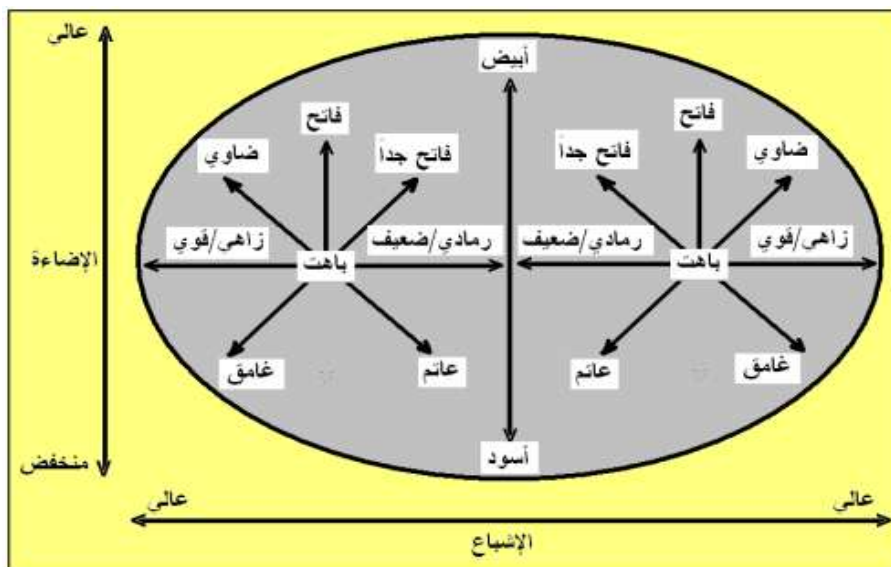 عالي
أبيض
فاتح
فاتح
ضاوي
فاتح جداً
فاتح جداً
ضاوي
زاهي/قوي
رمادي/ضعيف
رمادي/ضعيف
زاهي/قوي
الإضاءة
باهت
باهت
غامق
عاتم
عاتم
غامق
أسود
منخفض
عالي
عالي
الإشباع